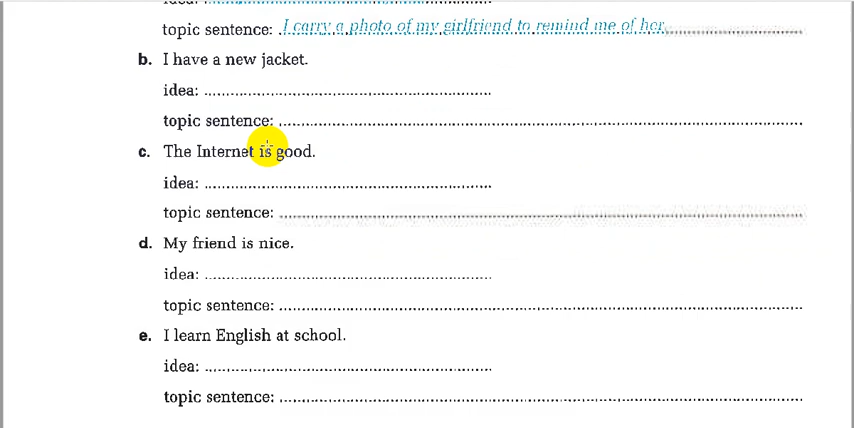 topic sentence: I carry a photo of my girlfriend to remind me of her.
b. I have a new jacket.
idea:
topic sentence:
c. The Internet is good.
idea:
topic sentence:
d. My friend is nice.
idea:
topic sentence:
e. I learn English at school.
idea:
topic sentence: